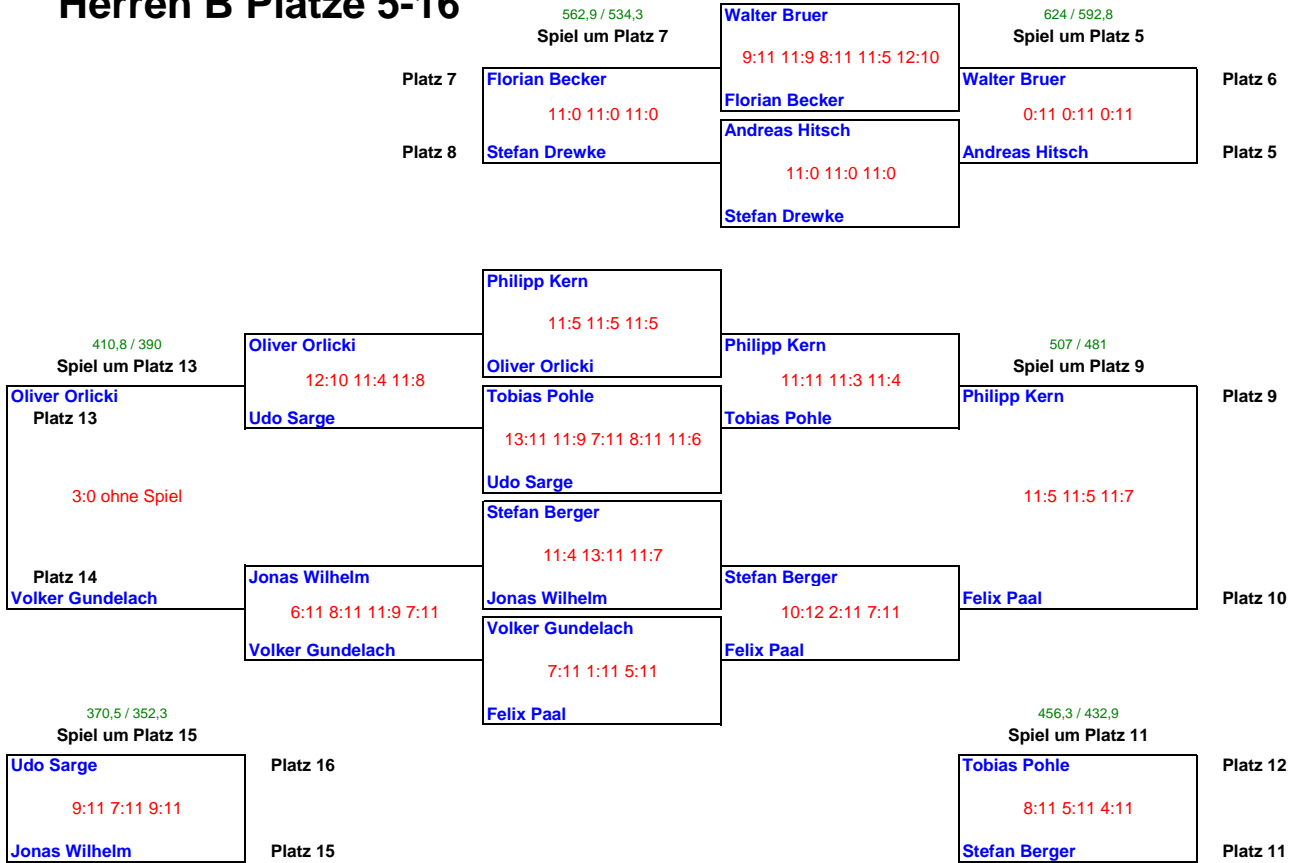 Herren B Plätze 5-16
562,9 / 534,3
Spiel um Platz 7
Walter Bruer
624 / 592,8
Spiel um Platz 5
9:11 11:9 8:11 11:5 12:10
Platz 7
Florian Becker
Walter Bruer
Platz 6
Florian Becker
11:0 11:0 11:0
0:11 0:11 0:11
Andreas Hitsch
Platz 8
Stefan Drewke
Andreas Hitsch
Platz 5
11:0 11:0 11:0
Stefan Drewke
Philipp Kern
11:5 11:5 11:5
410,8 / 390
Oliver Orlicki
Philipp Kern
507 / 481
Spiel um Platz 13
Oliver Orlicki
Spiel um Platz 9
12:10 11:4 11:8
11:11 11:3 11:4
Oliver Orlicki
Tobias Pohle
Philipp Kern
Platz 9
Platz 13
Udo Sarge
Tobias Pohle
13:11 11:9 7:11 8:11 11:6
Udo Sarge
3:0 ohne Spiel
11:5 11:5 11:7
Stefan Berger
11:4 13:11 11:7
Platz 14
Jonas Wilhelm
Stefan Berger
Volker Gundelach
Jonas Wilhelm
Felix Paal
Platz 10
6:11 8:11 11:9 7:11
10:12 2:11 7:11
Volker Gundelach
Volker Gundelach
Felix Paal
7:11 1:11 5:11
370,5 / 352,3
Felix Paal
456,3 / 432,9
Spiel um Platz 15
Spiel um Platz 11
Udo Sarge
Platz 16
Tobias Pohle
Platz 12
9:11 7:11 9:11
8:11 5:11 4:11
Jonas Wilhelm
Platz 15
Stefan Berger
Platz 11